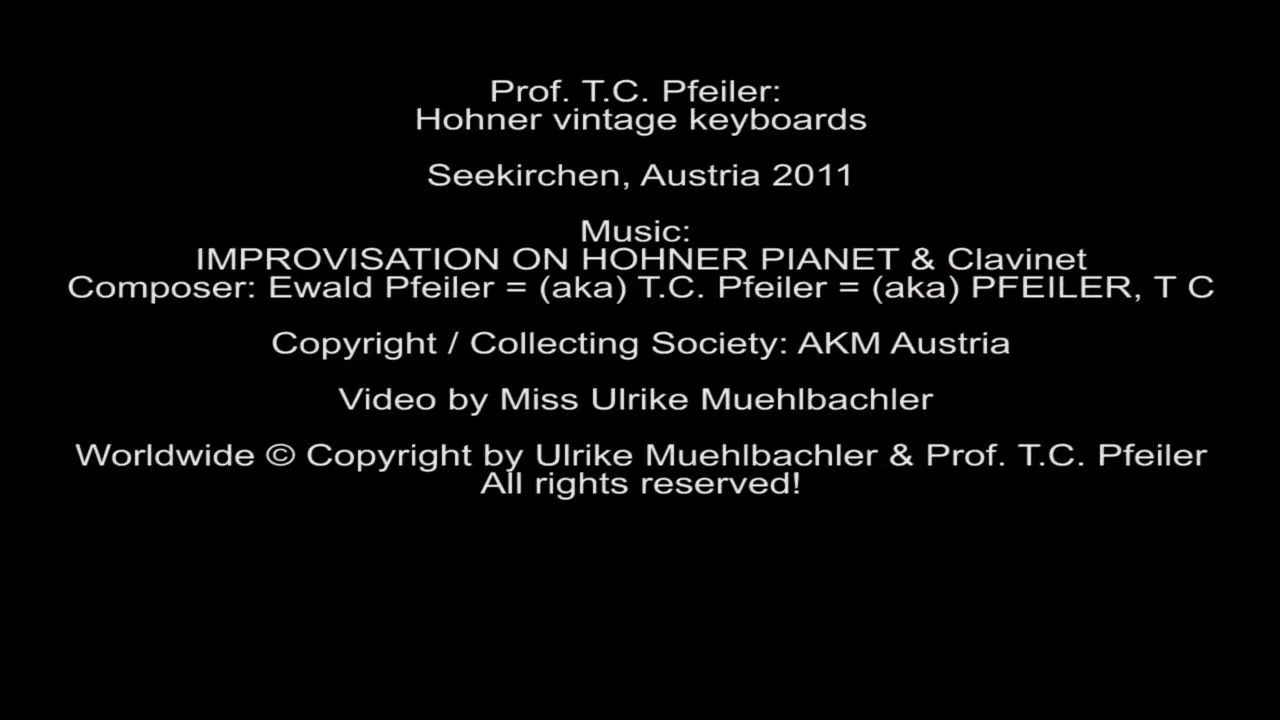 Prof. T.C. Pfeiler:
Hohner vintage keyboards
Seekirchen, Austria 2011
Music:
IMPROVISATION ON HOHNER PIANET & Clavinet
Composer: Ewald Pfeiler = (aka) T.C. Pfeiler = (aka) PFEILER, T C
Copyright / Collecting Society: AKM Austria
Video by Miss Ulrike Muehlbachler
Worldwide © Copyright by Ulrike Muehlbachler & Prof. T.C. Pfeiler
All rights reserved!